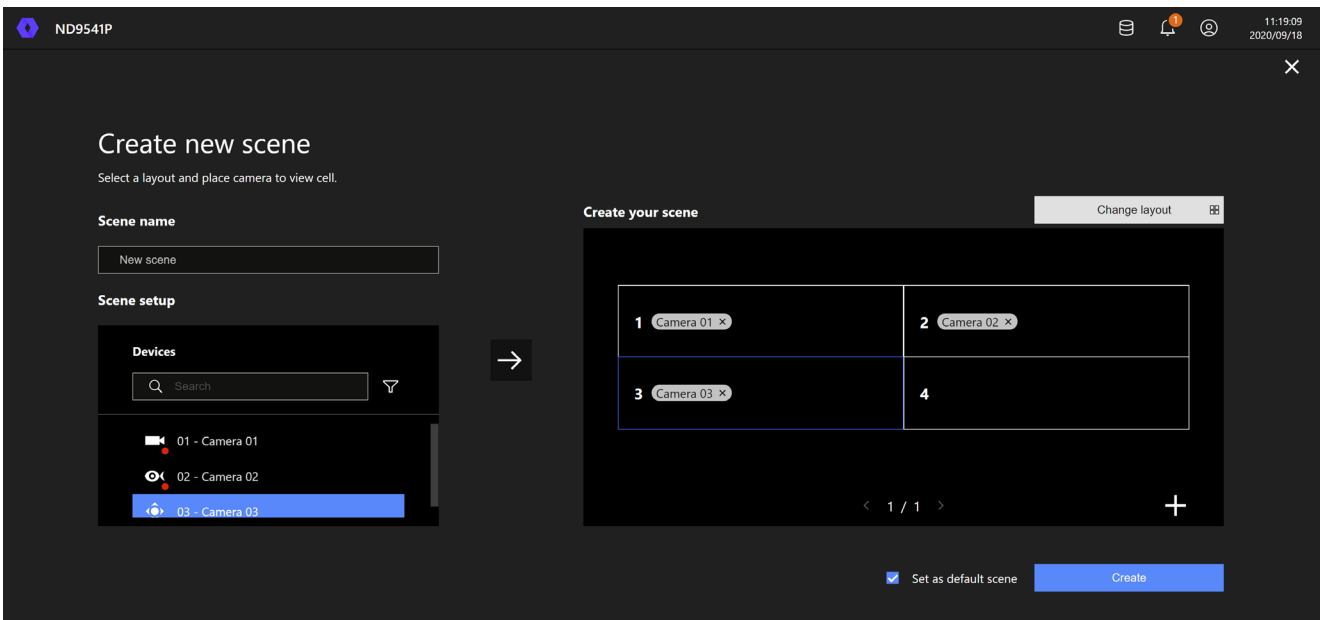 ND9541P
1
11:19:09
2020/09/18
Create new scene
Select a layout and place camera to view cell.
Scene name
New scene
Scene setup
Devices
Search
01 - Camera 01
02 - Camera 02
03 - Camera 03
Create your scene
Change layout
1 Camera 01 ×
2 Camera 02 ×
3 Camera 03 ×
4
< 1 / 1 >
Set as default scene
Create